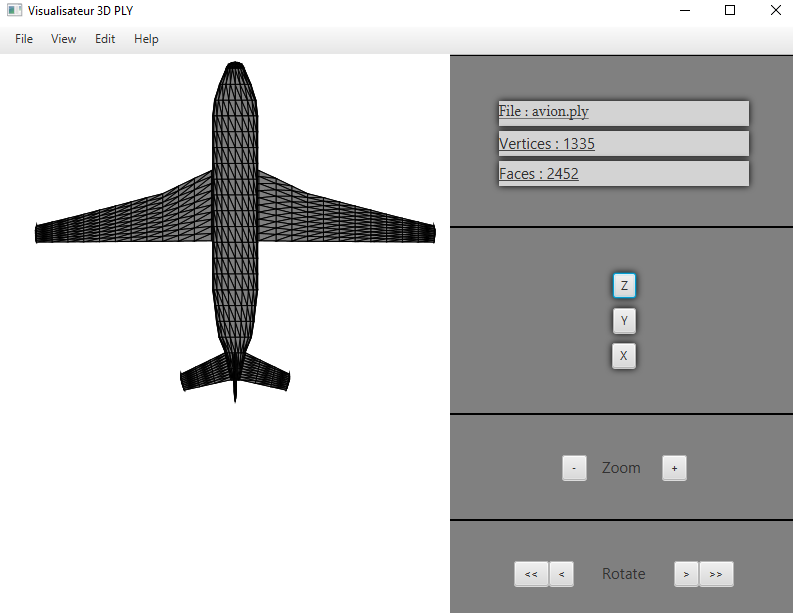 Visualisateur 3D PLY
File View Edit Help
File : avion.ply
Vertices : 1335
Faces : 2452
Z
Y
X
- Zoom +
<< < Rotate > >>